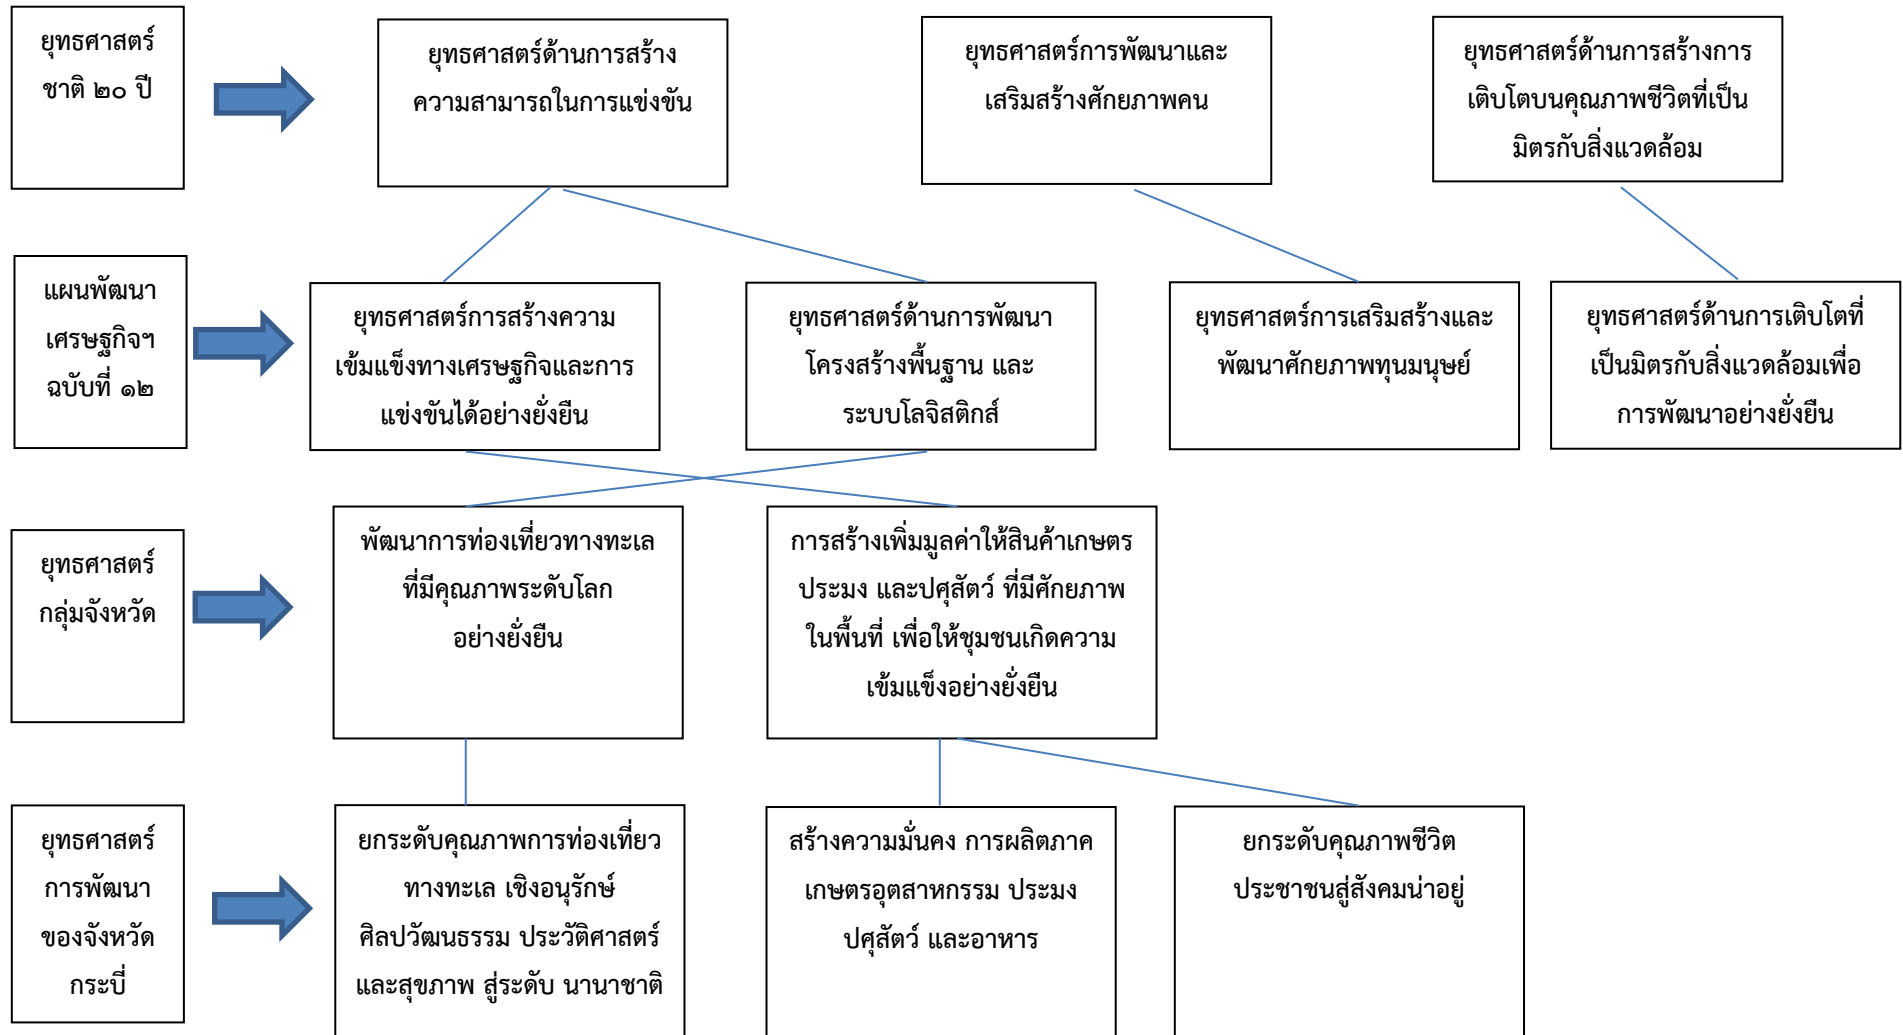 ยุทธศาสตร์
ชาติ ๒๐ ปี
ยุทธศาสตร์ด้านการสร้าง
ความสามารถในการแข่งขัน
ยุทธศาสตร์การพัฒนาและ
เสริมสร้างศักยภาพคน
ยุทธศาสตร์ด้านการสร้างการ
เติบโตบนคุณภาพชีวิตที่เป็น
มิตรกับสิ่งแวดล้อม
แผนพัฒนา
เศรษฐกิจฯ
ฉบับที่ ๑๒
ยุทธศาสตร์การสร้างความ
เข้มแข็งทางเศรษฐกิจและการ
แข่งขันได้อย่างยั่งยืน
ยุทธศาสตร์ด้านการพัฒนา
โครงสร้างพื้นฐาน และ
ระบบโลจิสติกส์
ยุทธศาสตร์การเสริมสร้างและ
พัฒนาศักยภาพทุนมนุษย์
ยุทธศาสตร์ด้านการเติบโตที่
เป็นมิตรกับสิ่งแวดล้อมเพื่อ
การพัฒนาอย่างยั่งยืน
ยุทธศาสตร์
กลุ่มจังหวัด
พัฒนาการท่องเที่ยวทางทะเล
ที่มีคุณภาพระดับโลก
อย่างยั่งยืน
การสร้างเพิ่มมูลค่าให้สินค้าเกษตร
ประมง และปศุสัตว์ ที่มีศักยภาพ
ในพื้นที่ เพื่อให้ชุมชนเกิดความ
เข้มแข็งอย่างยั่งยืน
ยุทธศาสตร์
การพัฒนา
ของจังหวัด
กระบี่
ยกระดับคุณภาพการท่องเที่ยว
ทางทะเล เชิงอนุรักษ์
ศิลปวัฒนธรรม ประวัติศาสตร์
และสุขภาพ สู่ระดับ นานาชาติ
สร้างความมั่นคง การผลิตภาค
เกษตรอุตสาหกรรม ประมง
ปศุสัตว์ และอาหาร
ยกระดับคุณภาพชีวิต
ประชาชนสู่สังคมน่าอยู่